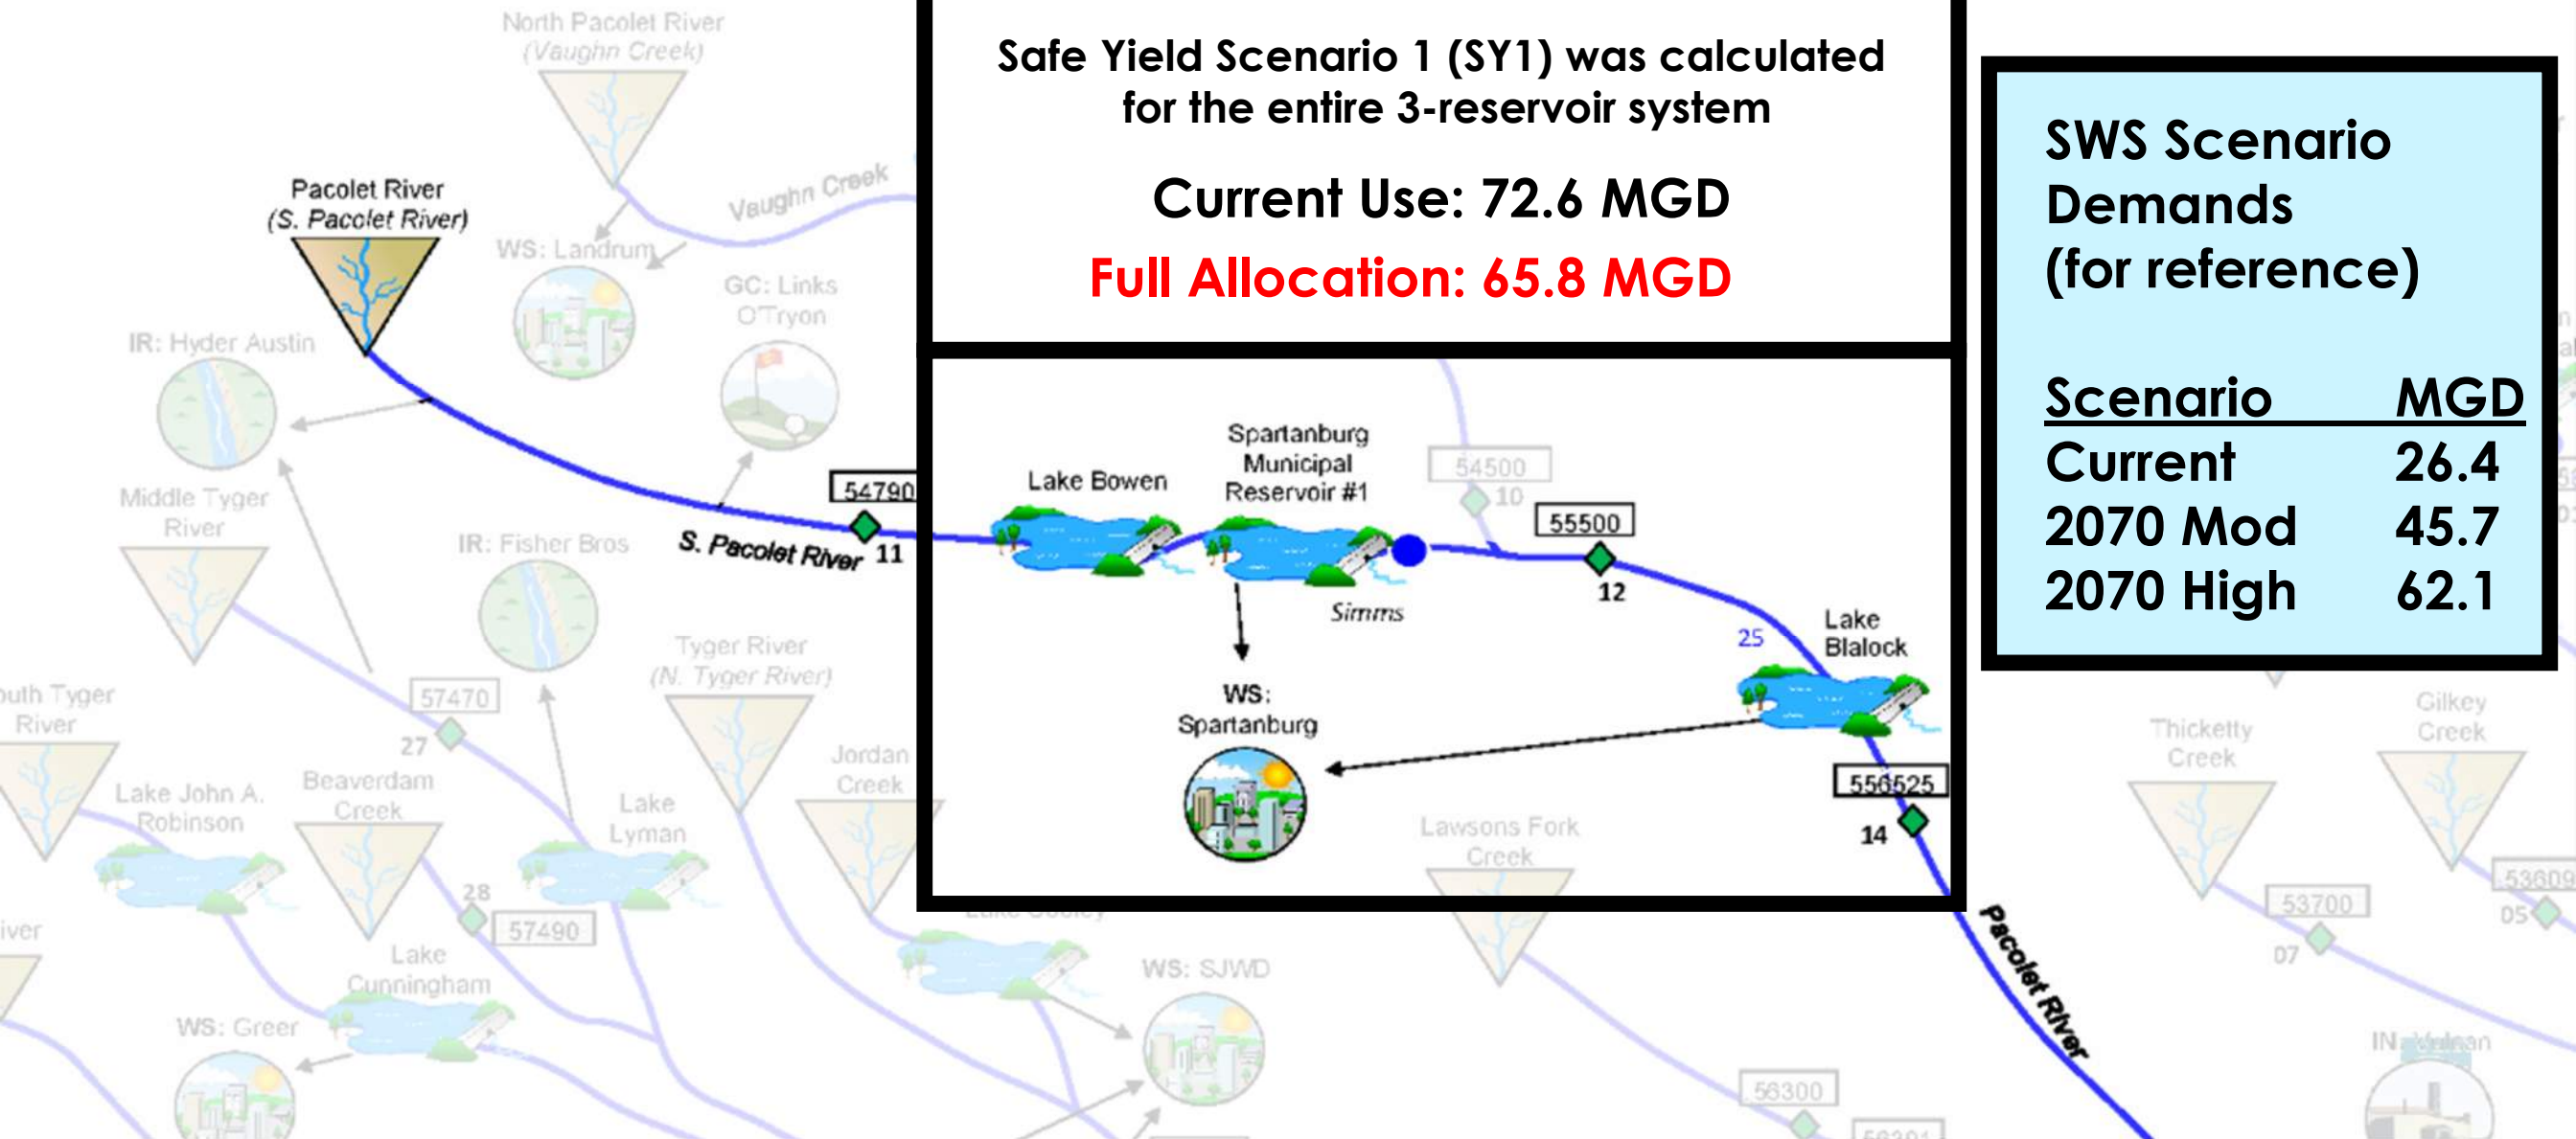 North Pacolet River
(Vaughn Creek)
Safe Yield Scenario 1 (SY1) was calculated
for the entire 3-reservoir system
Current Use: 72.6 MGD
Full Allocation: 65.8 MGD
SWS Scenario
Demands
(for reference)
Scenario MGD
Current 26.4
2070 Mod 45.7
2070 High 62.1
Pacolet River
(S. Pacolet River)
Vaughn Creek
WS: Landrum
GC: Links
O'Tryon
IR: Hyder Austin
Middle Tyger
River
54790
S. Pacolet River 11
IR: Fisher Bros
Lake Bowen
Spartanburg
Municipal
Reservoir #1
54500
10
55500
12
Simms
25
Lake
Blalock
WS:
Spartanburg
556525
14
Tyger River
(N. Tyger River)
outh Tyger
River
57470
27
Jordan
Creek
Lake John A.
Robinson
Beaverdam
Creek
Lake
Lyman
28
57490
Lawsons Fork
Creek
Thicketty
Creek
Gilkey
Creek
53609
05
53700
07
iver
Lake
Cunningham
WS: Greer
WS: SJWD
Pacolet River
56300